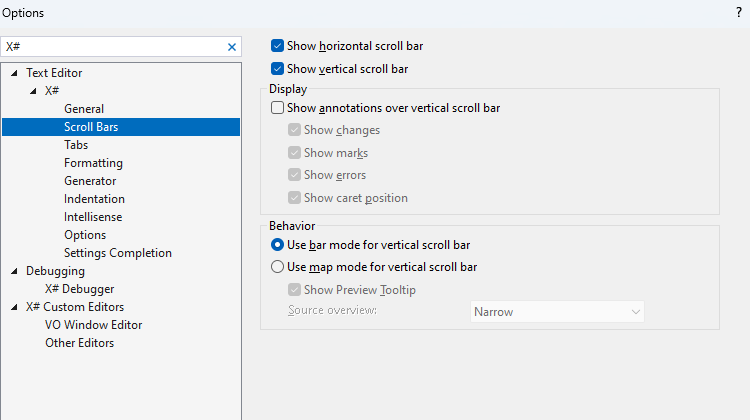 Options
?
X#
Text Editor
X#
General
Scroll Bars
Tabs
Formatting
Generator
Indentation
Intellisense
Options
Settings Completion
Debugging
X# Debugger
X# Custom Editors
VO Window Editor
Other Editors
Show horizontal scroll bar
Show vertical scroll bar
Display
Show annotations over vertical scroll bar
Show changes
Show marks
Show errors
Show caret position
Behavior
Use bar mode for vertical scroll bar
Use map mode for vertical scroll bar
Show Preview Tooltip
Source overview: Narrow